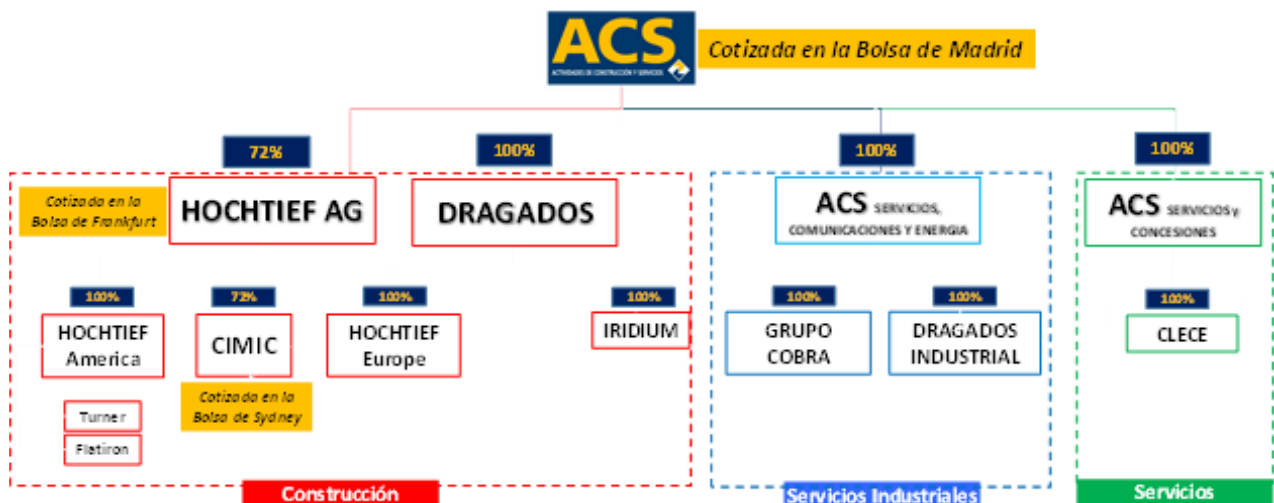 ACS
ACTIVIDADES DE CONSTRUCCIÓN Y SERVICIOS
Cotizada en la Bolsa de Madrid
72%
100%
100%
100%
Cotizada en la
Bolsa de Frankfurt
HOCHTIEF AG
DRAGADOS
ACS SERVICIOS,
COMUNICACIONES Y ENERGIA
ACS SERVICIOS y
CONCESIONES
100%
72%
100%
100%
100%
100%
100%
HOCHTIEF
America
CIMIC
HOCHTIEF
Europe
IRIDIUM
GRUPO
COBRA
DRAGADOS
INDUSTRIAL
CLECE
Cotizada en la
Bolsa de Sydney
Turner
Flatiron
Construcción
Servicios Industriales
Servicios